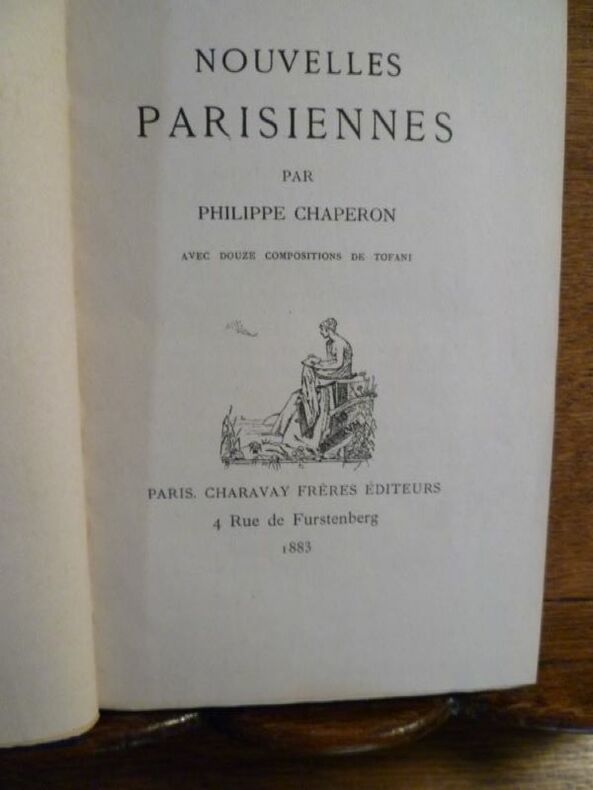 NOUVELLES
PARISIENNES
PAR
PHILIPPE CHAPERON
AVEC DOUZE COMPOSITIONS DE TOFANI
PARIS. CHARAVAY FRÈRES ÉDITEURS
4 Rue de Furstenberg
1883